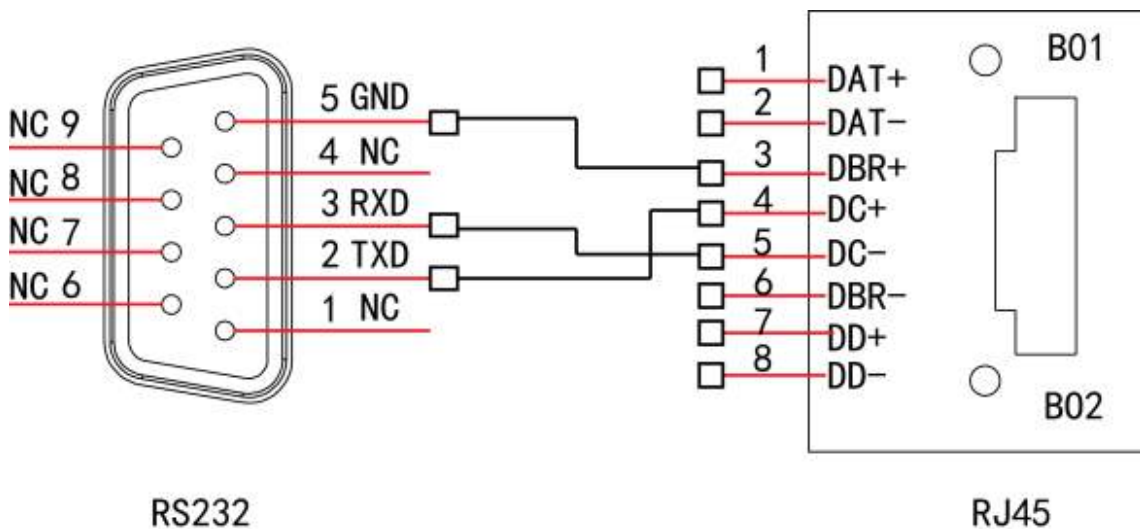 NC 9
NC 8
NC 7
NC 6
5 GND
4 NC
3 RXD
2 TXD
1 NC
RS232
1 DAT+
2 DAT-
3 DBR+
4 DC+
5 DC-
6 DBR-
7 DD+
8 DD-
B01
B02
RJ45